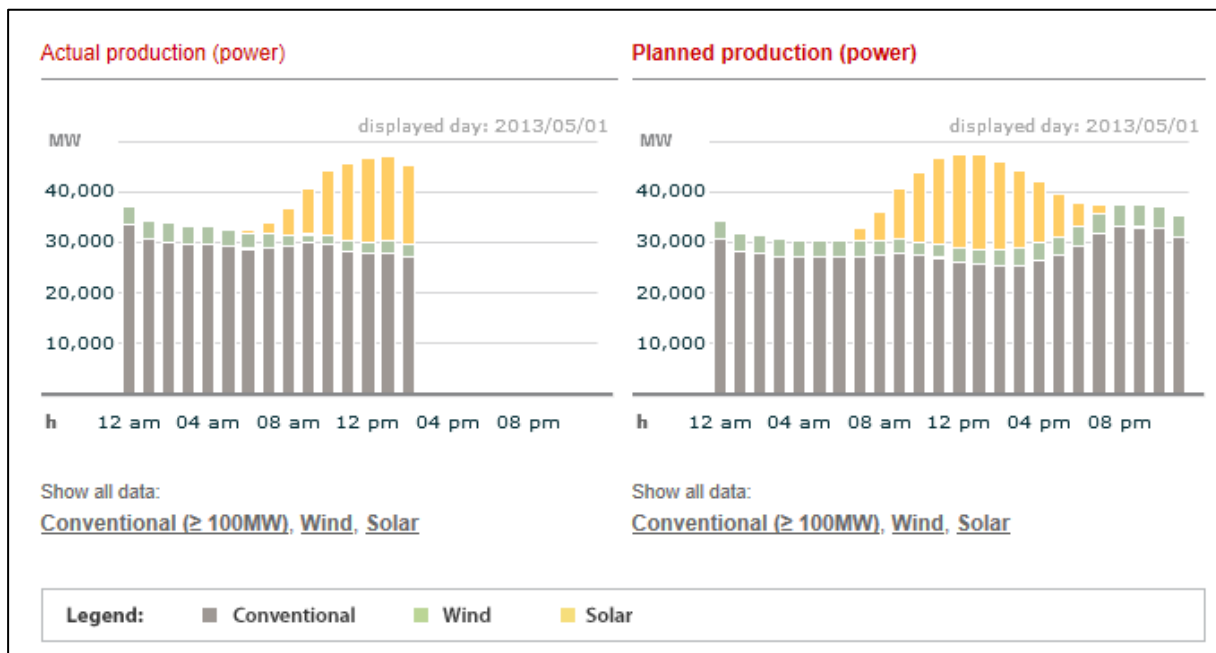 Actual production (power)
displayed day: 2013/05/01
MW
40,000
30,000
20,000
10,000
h 12 am 04 am 08 am 12 pm 04 pm 08 pm
Show all data:
Conventional (≥ 100MW), Wind, Solar
Planned production (power)
displayed day: 2013/05/01
MW
40,000
30,000
20,000
10,000
h 12 am 04 am 08 am 12 pm 04 pm 08 pm
Show all data:
Conventional (≥ 100MW), Wind, Solar
Legend: Conventional Wind Solar